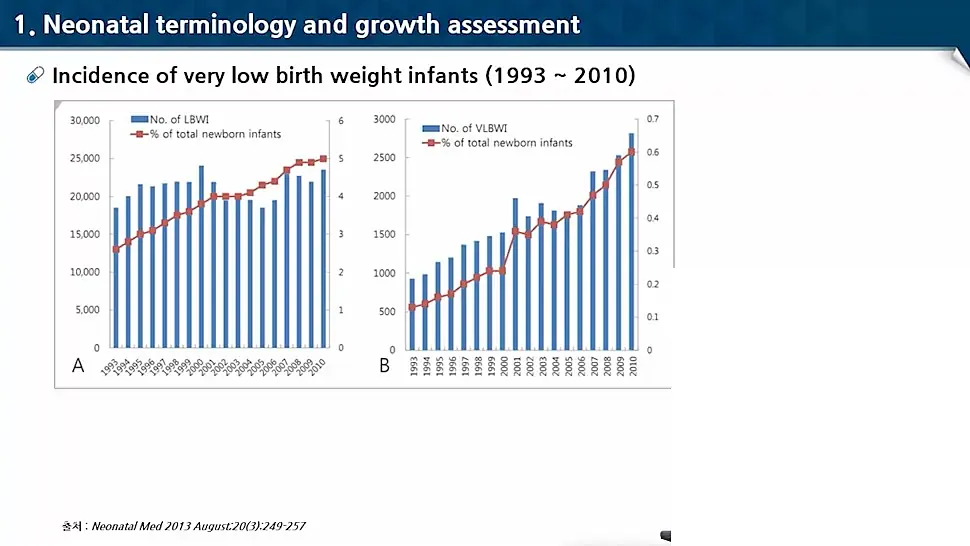 1. Neonatal terminology and growth assessment
Incidence of very low birth weight infants (1993 ~ 2010)
No. of LBWI
% of total newborn infants
30,000
25,000
20,000
15,000
10,000
5,000
0
6
5
4
3
2
1
0
A
1993 1994 1995 1996 1997 1998 1999 2000 2001 2002 2003 2004 2005 2006 2007 2008 2009 2010
No. of VLBWI
% of total newborn infants
3000
2500
2000
1500
1000
500
0
0.7
0.6
0.5
0.4
0.3
0.2
0.1
0
B
1993 1994 1995 1996 1997 1998 1999 2000 2001 2002 2003 2004 2005 2006 2007 2008 2009 2010
출처 : Neonatal Med 2013 August;20(3):249-257